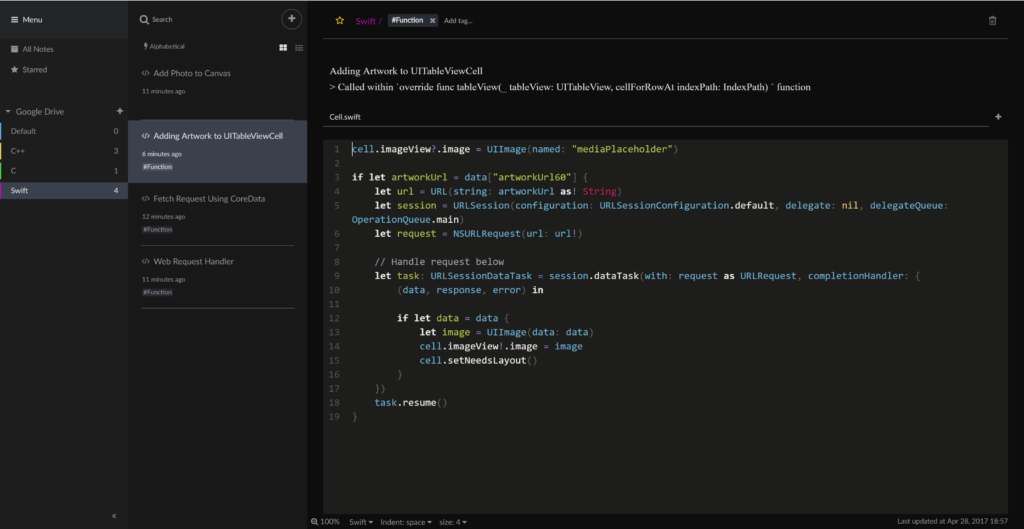 Menu
All Notes
Starred
Google Drive +
Default 0
C++ 3
C 1
Swift 4
«
Search +
Alphabetical
</> Add Photo to Canvas
11 minutes ago
</> Adding Artwork to UITableViewCell
6 minutes ago
#Function
</> Fetch Request Using CoreData
12 minutes ago
#Function
</> Web Request Handler
11 minutes ago
#Function
Swift / #Function × Add tag...
Adding Artwork to UITableViewCell
> Called within `override func tableView(_ tableView: UITableView, cellForRowAt indexPath: IndexPath) ` function
Cell.swift +
1 cell.imageView?.image = UIImage(named: "mediaPlaceholder")
2
3 if let artworkUrl = data["artworkUrl60"] {
4     let url = URL(string: artworkUrl as! String)
5     let session = URLSession(configuration: URLSessionConfiguration.default, delegate: nil, delegateQueue:
OperationQueue.main)
6     let request = NSURLRequest(url: url!)
7
8     // Handle request below
9     let task: URLSessionDataTask = session.dataTask(with: request as URLRequest, completionHandler: {
10         (data, response, error) in
11
12         if let data = data {
13             let image = UIImage(data: data)
14             cell.imageView!.image = image
15             cell.setNeedsLayout()
16         }
17     })
18     task.resume()
19 }
100% Swift Indent: space size: 4 Last updated at Apr 28, 2017 18:57